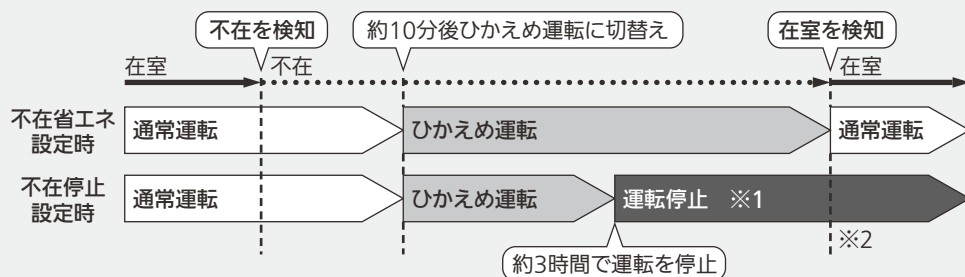 不在を検知
約10分後ひかえめ運転に切替え
在室を検知
在室
不在
在室
不在省エネ
設定時
通常運転
ひかえめ運転
通常運転
不在停止
設定時
通常運転
ひかえめ運転
運転停止 ※1
※2
約3時間で運転を停止